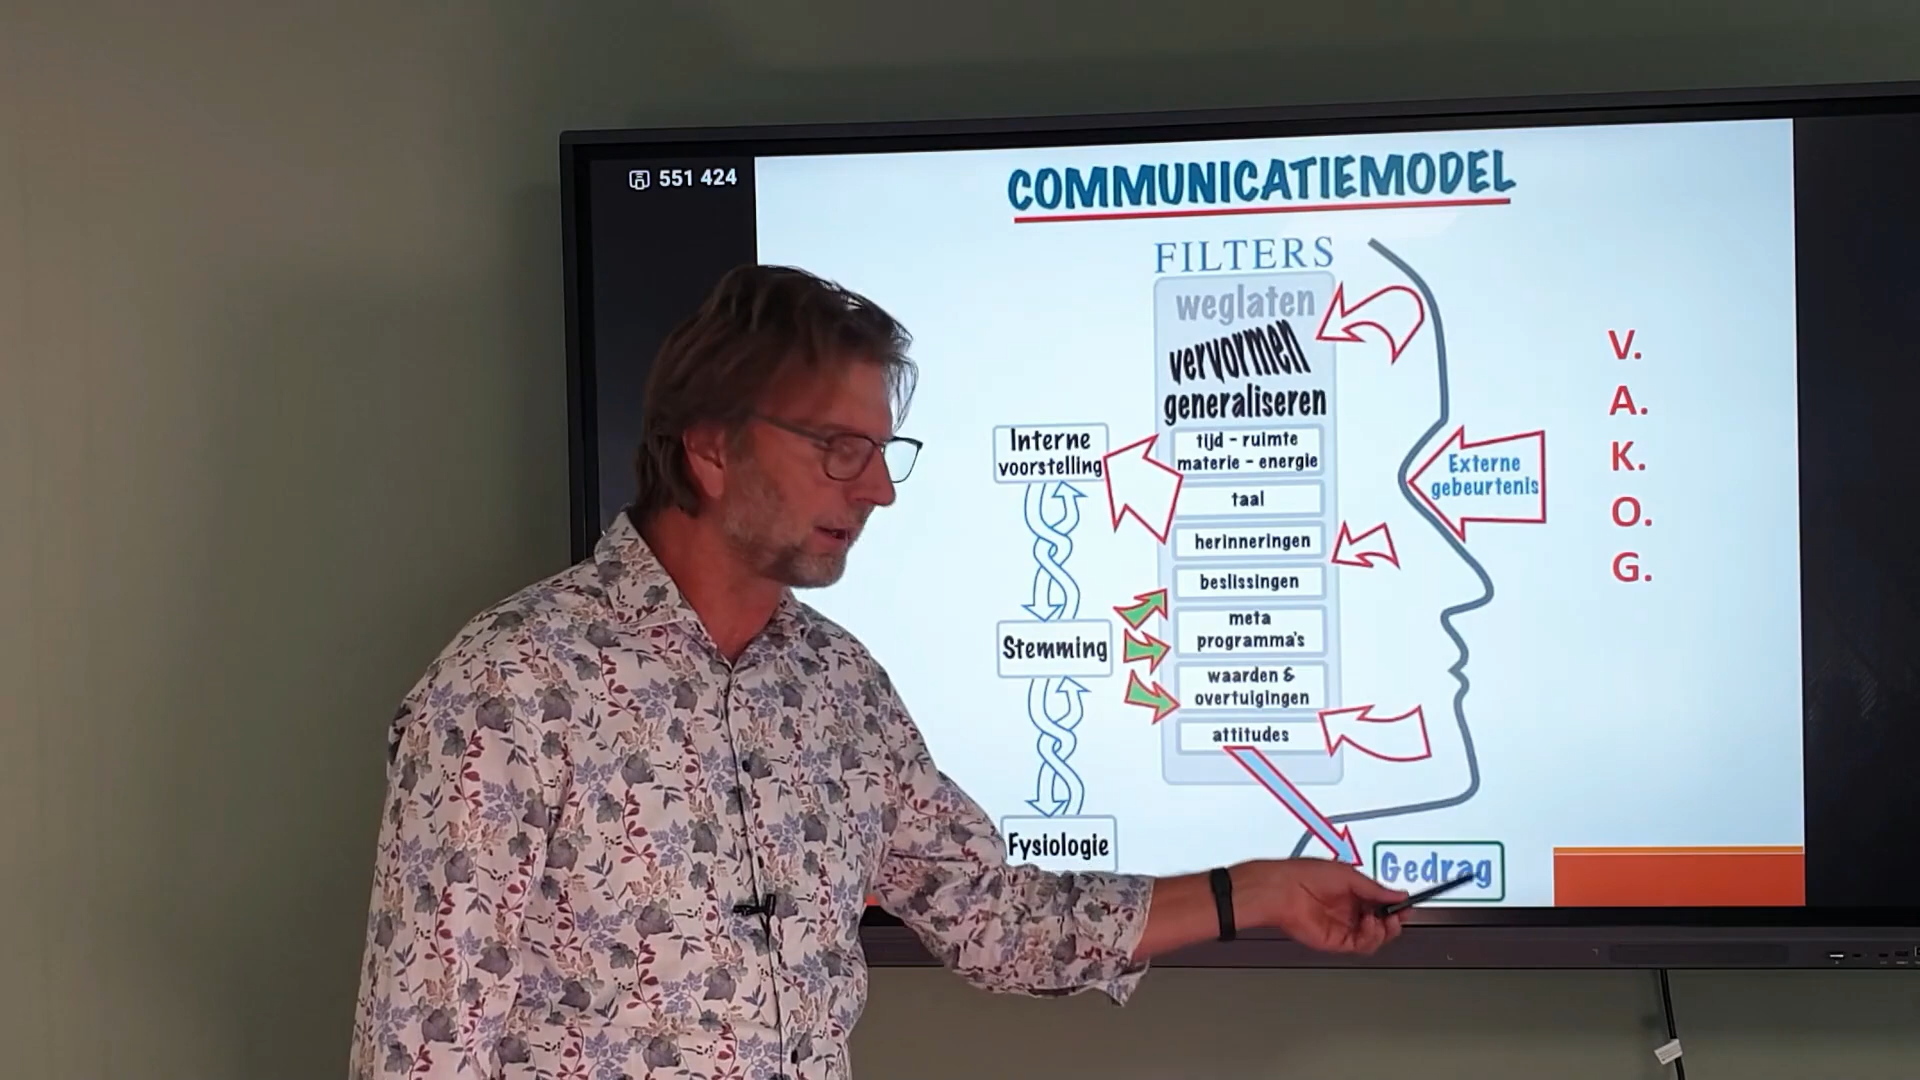 551 424
COMMUNICATIEMODEL
FILTERS
weglaten
vervormen
generaliseren
tijd - ruimte
materie - energie
taal
herinneringen
beslissingen
meta
programma's
waarden &
overtuigingen
attitudes
Interne
voorstelling
Stemming
Fysiologie
Externe
gebeurtenis
Gedrag
V.
A.
K.
O.
G.